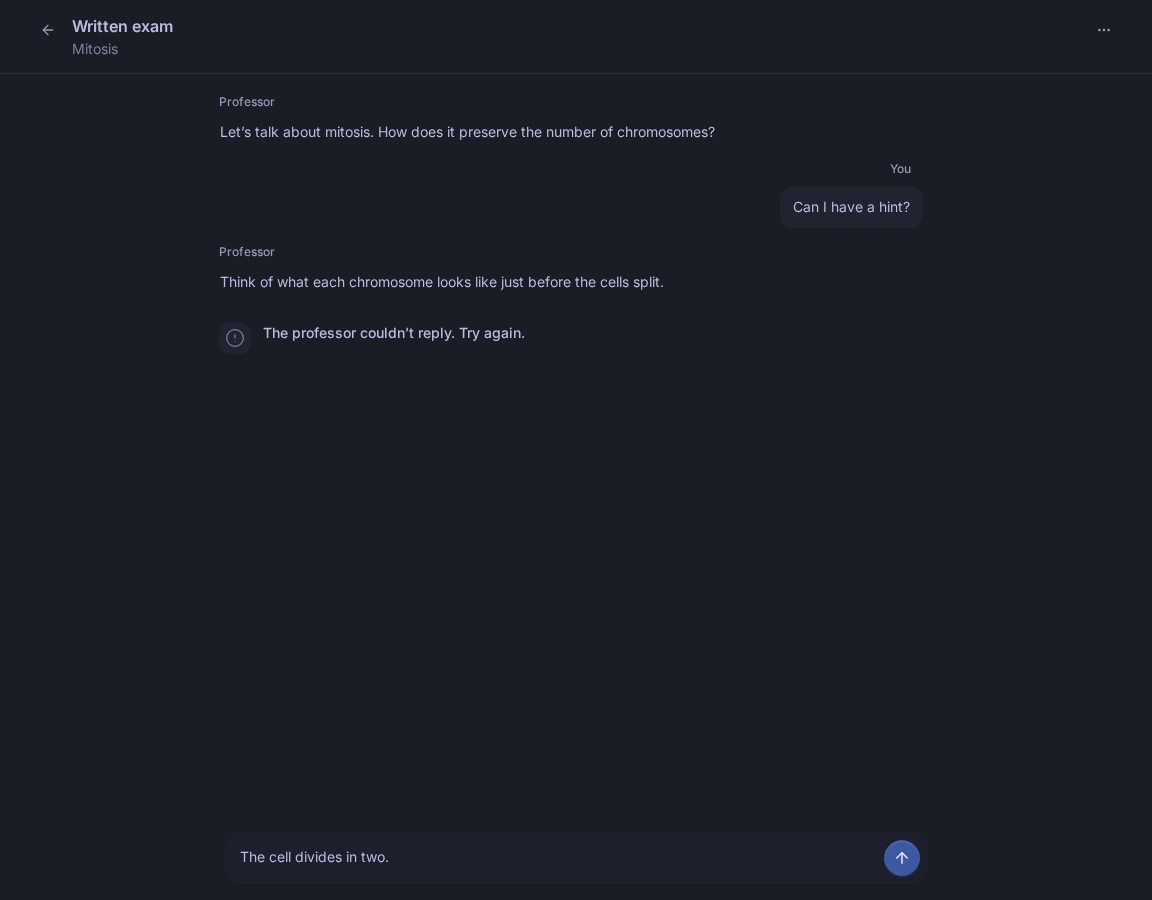 Written exam
Mitosis
Professor
Let’s talk about mitosis. How does it preserve the number of chromosomes?
You
Can I have a hint?
Professor
Think of what each chromosome looks like just before the cells split.
The professor couldn’t reply. Try again.
The cell divides in two.